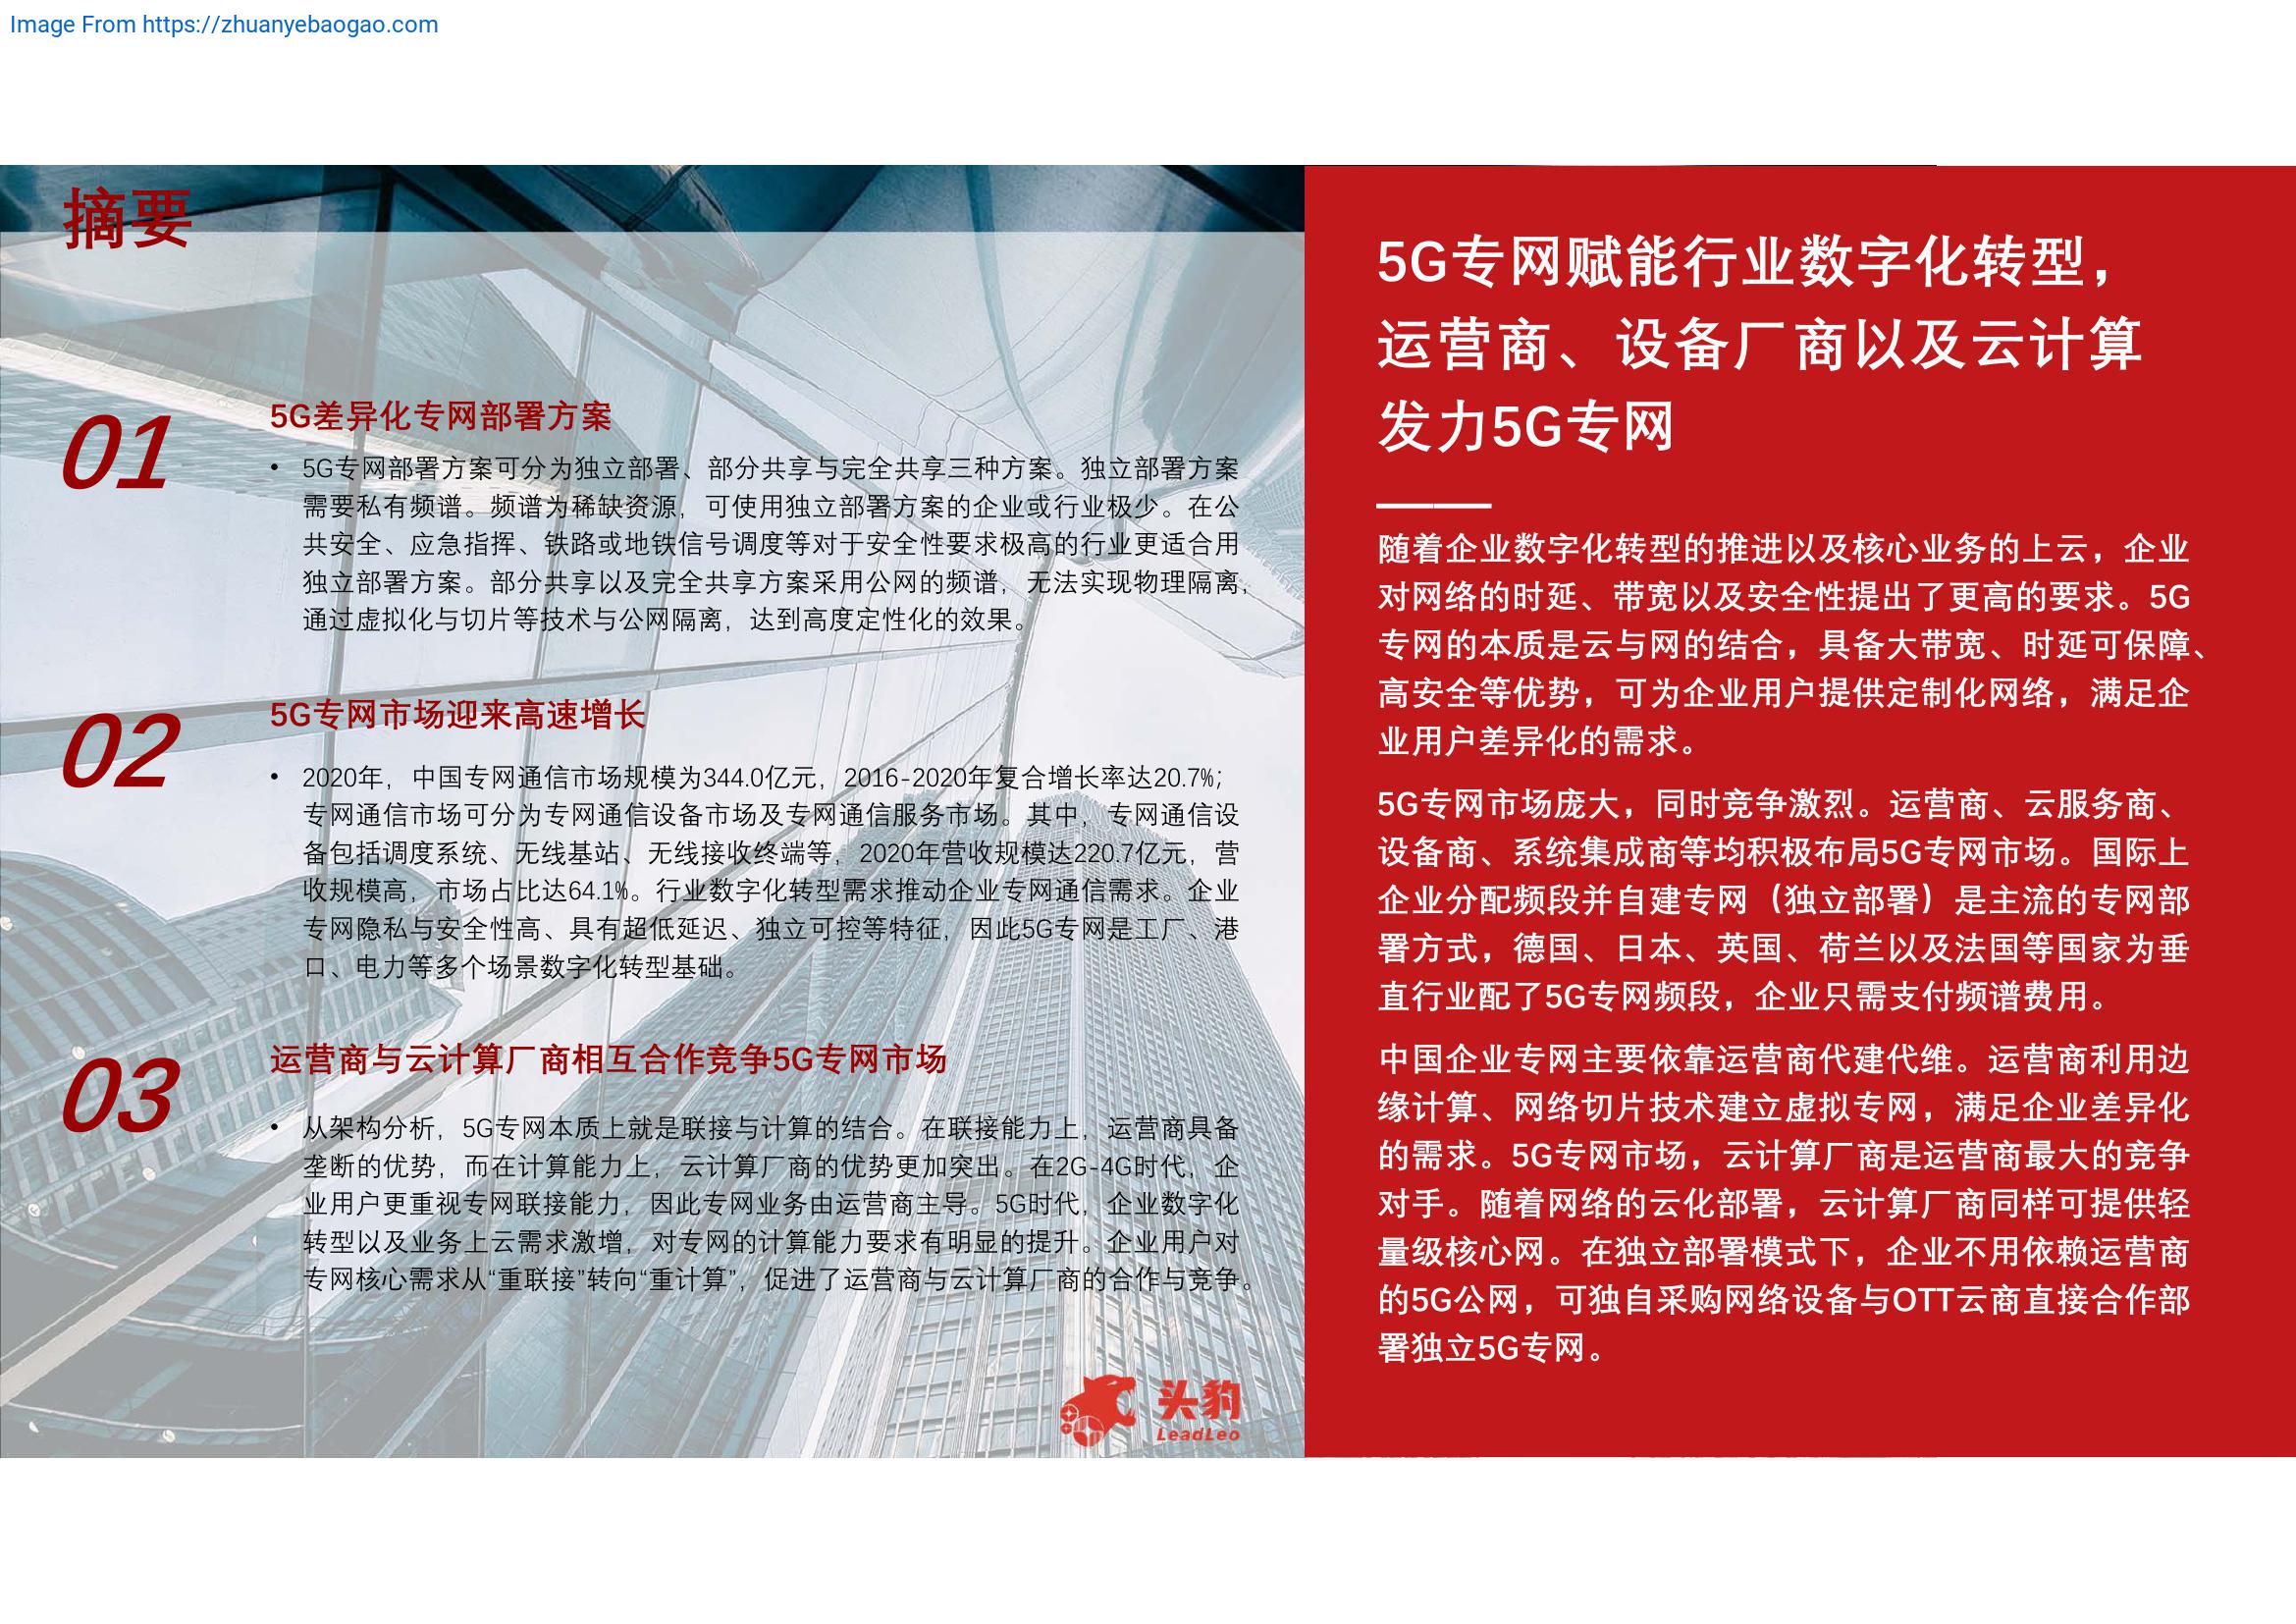 Image From https://zhuanyebaogao.com
摘要
01
5G差异化专网部署方案
• 5G专网部署方案可分为独立部署、部分共享与完全共享三种方案。独立部署方案
需要私有频谱。频谱为稀缺资源，可使用独立部署方案的企业或行业极少。在公
共安全、应急指挥、铁路或地铁信号调度等对于安全性要求极高的行业更适合用
独立部署方案。部分共享以及完全共享方案采用公网的频谱，无法实现物理隔离，
通过虚拟化与切片等技术与公网隔离，达到高度定性化的效果。
02
5G专网市场迎来高速增长
• 2020年，中国专网通信市场规模为344.0亿元，2016-2020年复合增长率达20.7%；
专网通信市场可分为专网通信设备市场及专网通信服务市场。其中，专网通信设
备包括调度系统、无线基站、无线接收终端等，2020年营收规模达220.7亿元，营
收规模高，市场占比达64.1%。行业数字化转型需求推动企业专网通信需求。企业
专网隐私与安全性高、具有超低延迟、独立可控等特征，因此5G专网是工厂、港
口、电力等多个场景数字化转型基础。
03
运营商与云计算厂商相互合作竞争5G专网市场
• 从架构分析，5G专网本质上就是联接与计算的结合。在联接能力上，运营商具备
垄断的优势，而在计算能力上，云计算厂商的优势更加突出。在2G-4G时代，企
业用户更重视专网联接能力，因此专网业务由运营商主导。5G时代，企业数字化
转型以及业务上云需求激增，对专网的计算能力要求有明显的提升。企业用户对
专网核心需求从“重联接”转向“重计算”，促进了运营商与云计算厂商的合作与竞争。
头豹
LeadLeo
5G专网赋能行业数字化转型，
运营商、设备厂商以及云计算
发力5G专网
随着企业数字化转型的推进以及核心业务的上云，企业
对网络的时延、带宽以及安全性提出了更高的要求。5G
专网的本质是云与网的结合，具备大带宽、时延可保障、
高安全等优势，可为企业用户提供定制化网络，满足企
业用户差异化的需求。
5G专网市场庞大，同时竞争激烈。运营商、云服务商、
设备商、系统集成商等均积极布局5G专网市场。国际上
企业分配频段并自建专网（独立部署）是主流的专网部
署方式，德国、日本、英国、荷兰以及法国等国家为垂
直行业配了5G专网频段，企业只需支付频谱费用。
中国企业专网主要依靠运营商代建代维。运营商利用边
缘计算、网络切片技术建立虚拟专网，满足企业差异化
的需求。5G专网市场，云计算厂商是运营商最大的竞争
对手。随着网络的云化部署，云计算厂商同样可提供轻
量级核心网。在独立部署模式下，企业不用依赖运营商
的5G公网，可独自采购网络设备与OTT云商直接合作部
署独立5G专网。